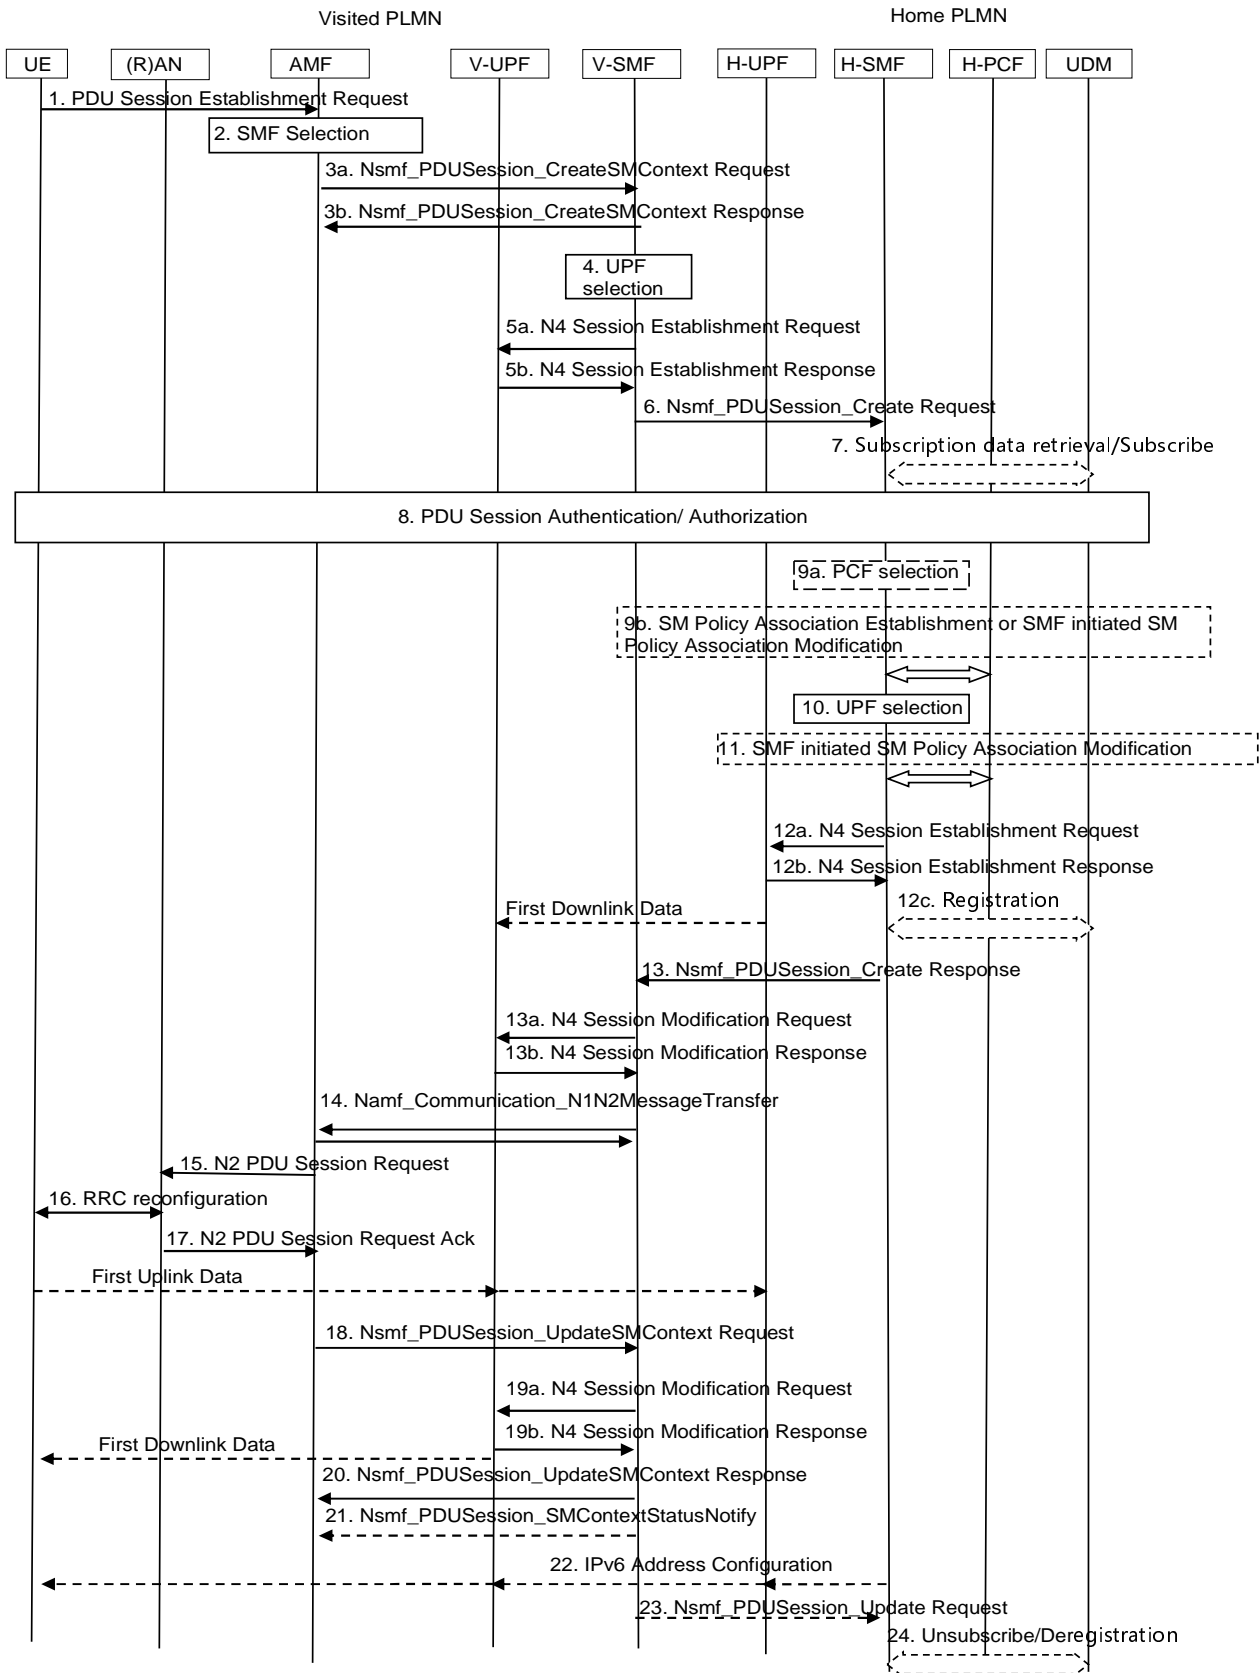 Visited PLMN
Home PLMN
UE
(R)AN
AMF
V-UPF
V-SMF
H-UPF
H-SMF
H-PCF
UDM
1. PDU Session Establishment Request
2. SMF Selection
3a. Nsmf_PDUSession_CreateSMContext Request
3b. Nsmf_PDUSession_CreateSMContext Response
4. UPF
selection
5a. N4 Session Establishment Request
5b. N4 Session Establishment Response
6. Nsmf_PDUSession_Create Request
7. Subscription data retrieval/Subscribe
8. PDU Session Authentication/ Authorization
9a. PCF selection
9b. SM Policy Association Establishment or SMF initiated SM
Policy Association Modification
10. UPF selection
11. SMF initiated SM Policy Association Modification
12a. N4 Session Establishment Request
12b. N4 Session Establishment Response
12c. Registration
First Downlink Data
13. Nsmf_PDUSession_Create Response
13a. N4 Session Modification Request
13b. N4 Session Modification Response
14. Namf_Communication_N1N2MessageTransfer
15. N2 PDU Session Request
16. RRC reconfiguration
17. N2 PDU Session Request Ack
First Uplink Data
18. Nsmf_PDUSession_UpdateSMContext Request
19a. N4 Session Modification Request
19b. N4 Session Modification Response
First Downlink Data
20. Nsmf_PDUSession_UpdateSMContext Response
21. Nsmf_PDUSession_SMContextStatusNotify
22. IPv6 Address Configuration
23. Nsmf_PDUSession_Update Request
24. Unsubscribe/Deregistration